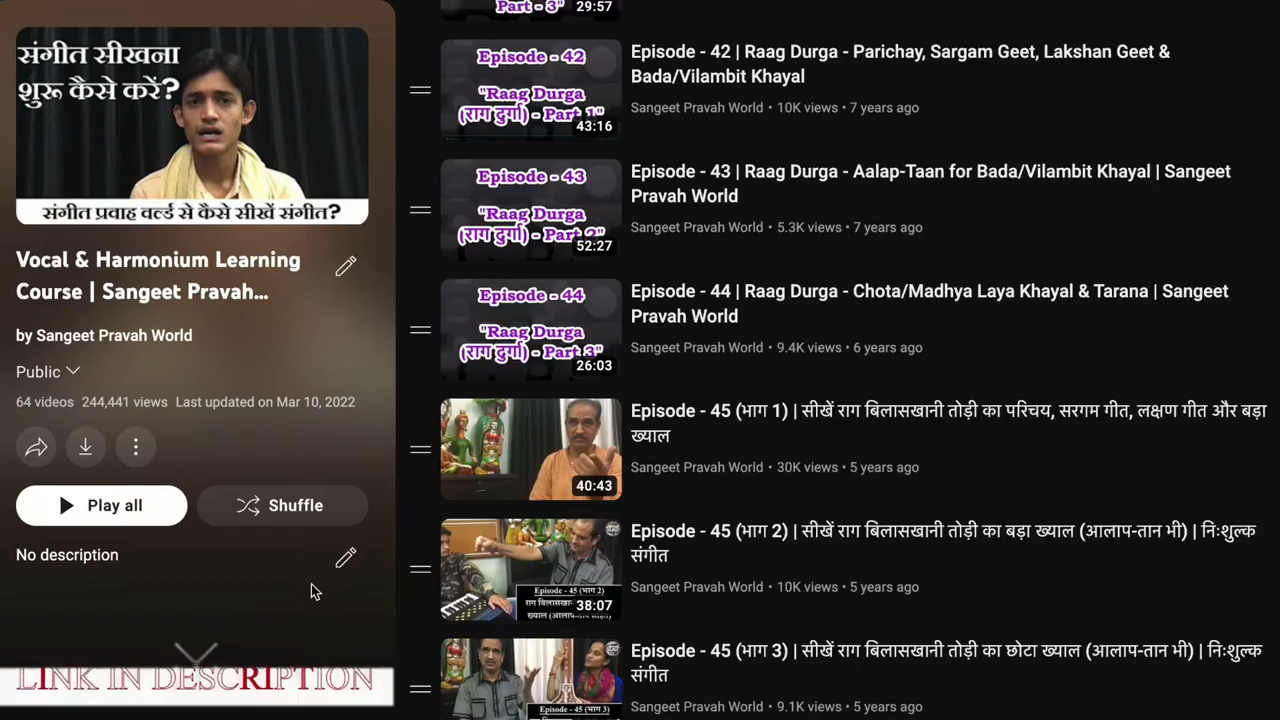 संगीत सीखना
शुरू कैसे करें?
संगीत प्रवाह वर्ल्ड से कैसे सीखें संगीत?
Vocal & Harmonium Learning
Course | Sangeet Pravah...
by Sangeet Pravah World
Public
64 videos 244,441 views Last updated on Mar 10, 2022
Play all
Shuffle
No description
LINK IN DESCRIPTION
Part - 3"
29:57
Episode - 42
"Raag Durga
(राग दुर्गा) - Part 1"
43:16
Episode - 42 | Raag Durga - Parichay, Sargam Geet, Lakshan Geet &
Bada/Vilambit Khayal
Sangeet Pravah World • 10K views • 7 years ago
Episode - 43
"Raag Durga
(राग दुर्गा) - Part 2"
52:27
Episode - 43 | Raag Durga - Aalap-Taan for Bada/Vilambit Khayal | Sangeet
Pravah World
Sangeet Pravah World • 5.3K views • 7 years ago
Episode - 44
"Raag Durga
(राग दुर्गा) - Part 3"
26:03
Episode - 44 | Raag Durga - Chota/Madhya Laya Khayal & Tarana | Sangeet
Pravah World
Sangeet Pravah World • 9.4K views • 6 years ago
40:43
Episode - 45 (भाग 1) | सीखें राग बिलासखानी तोड़ी का परिचय, सरगम गीत, लक्षण गीत और बड़ा
ख्याल
Sangeet Pravah World • 30K views • 5 years ago
Episode - 45 (भाग 2)
राग बिलासखा
ख्याल (आलाप-तान सहित)
38:07
Episode - 45 (भाग 2) | सीखें राग बिलासखानी तोड़ी का बड़ा ख्याल (आलाप-तान भी) | निःशुल्क
संगीत
Sangeet Pravah World • 10K views • 5 years ago
Episode - 45 (भाग 3)
Episode - 45 (भाग 3) | सीखें राग बिलासखानी तोड़ी का छोटा ख्याल (आलाप-तान भी) | निःशुल्क
संगीत
Sangeet Pravah World • 9.1K views • 5 years ago